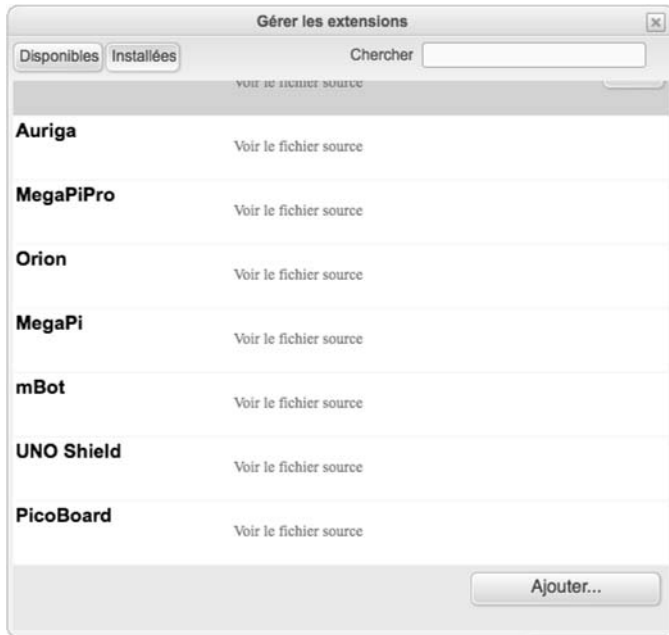 Gérer les extensions
Disponibles Installées Chercher
Voir le fichier source
Auriga
Voir le fichier source
MegaPiPro
Voir le fichier source
Orion
Voir le fichier source
MegaPi
Voir le fichier source
mBot
Voir le fichier source
UNO Shield
Voir le fichier source
PicoBoard
Voir le fichier source
Ajouter...